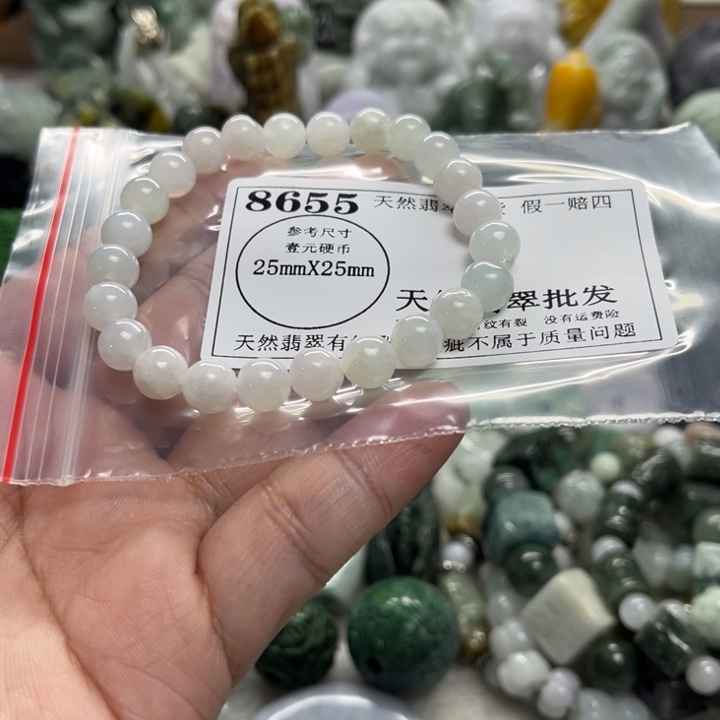 8655 天然翡翠 假一赔四
参考尺寸
壹元硬币
25mmX25mm
天 翠批发
纹有裂 没有运费险
天然翡翠有 疵不属于质量问题